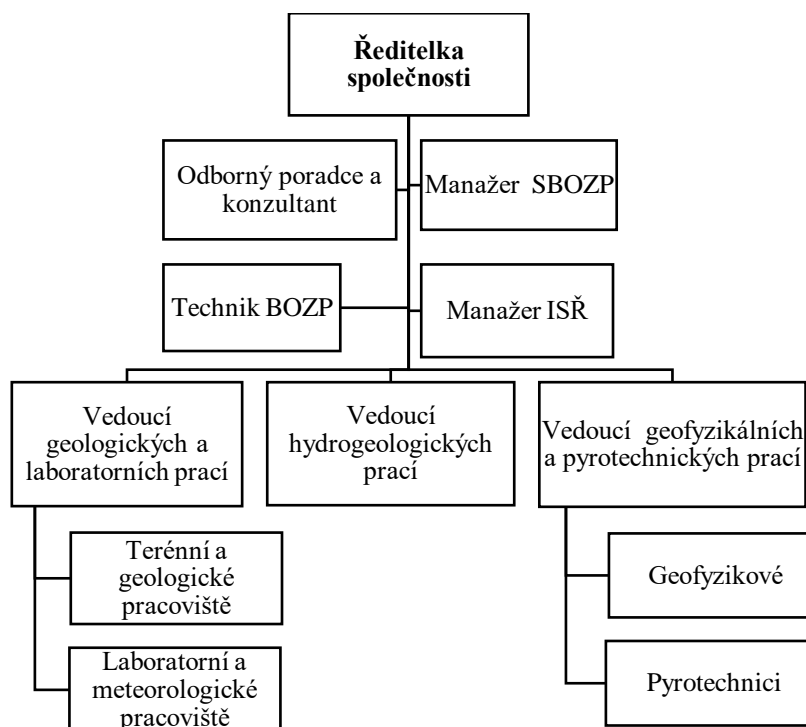 Ředitelka
společnosti
Odborný poradce a
konzultant
Manažer SBOZP
Technik BOZP
Manažer ISŘ
Vedoucí
geologických a
laboratorních prací
Vedoucí
hydrogeologických
prací
Vedoucí geofyzikálních
a pyrotechnických prací
Terénní a
geologické
pracoviště
Geofyzikové
Laboratorní a
meteorologické
pracoviště
Pyrotechnici